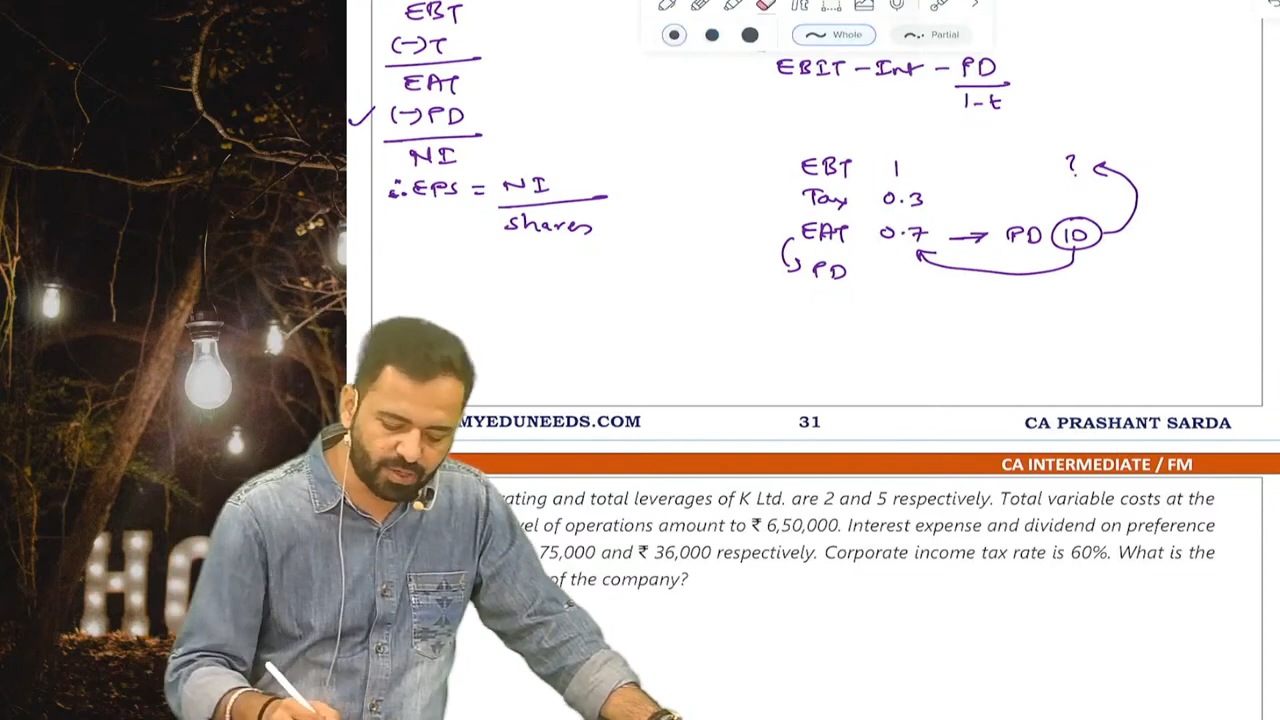 EBT
(-)T
EAT
✓ (-)PD
NI
∴ EPS = NI
shares
Whole
Partial
EBIT - Int - PD
1-t
EBT 1 ?
Tax 0.3
EAT 0.7 → PD 10
PD
MYEDUNEEDS.COM 31 CA PRASHANT SARDA
CA INTERMEDIATE / FM
rating and total leverages of K Ltd. are 2 and 5 respectively. Total variable costs at the
vel of operations amount to ₹ 6,50,000. Interest expense and dividend on preference
75,000 and ₹ 36,000 respectively. Corporate income tax rate is 60%. What is the
of the company?
HO